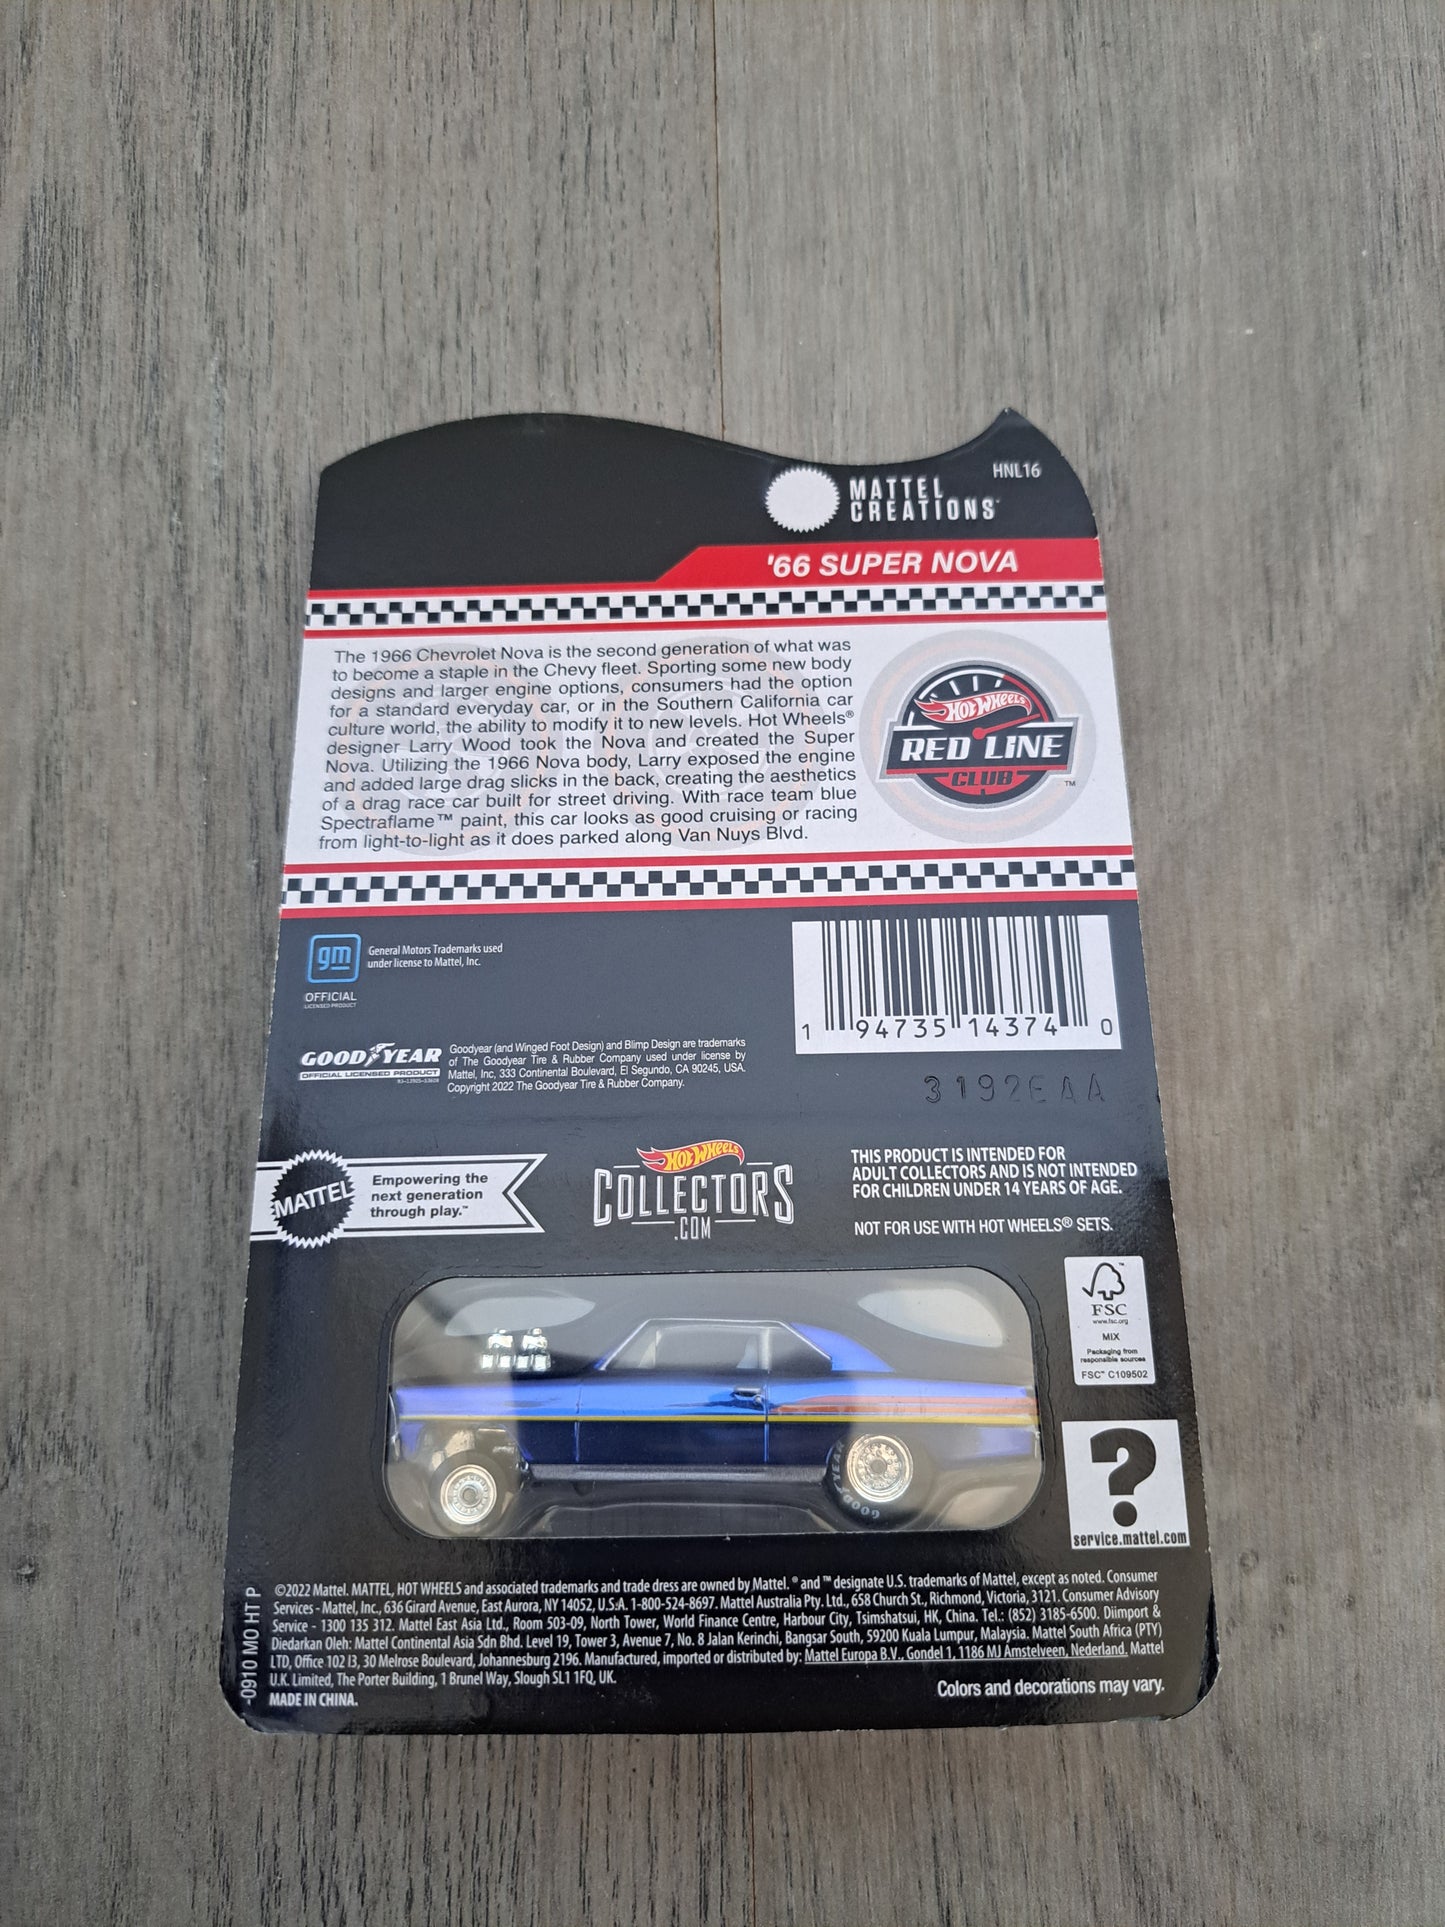 HNL16
MATTEL
CREATIONS™
'66 SUPER NOVA
The 1966 Chevrolet Nova is the second generation of what was
to become a staple in the Chevy fleet. Sporting some new body
designs and larger engine options, consumers had the option
for a standard everyday car, or in the Southern California car
culture world, the ability to modify it to new levels. Hot Wheels®
designer Larry Wood took the Nova and created the Super
Nova. Utilizing the 1966 Nova body, Larry exposed the engine
and added large drag slicks in the back, creating the aesthetics
of a drag race car built for street driving. With race team blue
Spectraflame™ paint, this car looks as good cruising or racing
from light-to-light as it does parked along Van Nuys Blvd.
HOT WHEELS
RED LINE
CLUB
™
gm
OFFICIAL
LICENSED PRODUCT
General Motors Trademarks used
under license to Mattel, Inc.
1 94735 14374 0
GOODYEAR
OFFICIAL LICENSED PRODUCT
Goodyear (and Winged Foot Design) and Blimp Design are trademarks
of The Goodyear Tire & Rubber Company used under license by
Mattel, Inc, 333 Continental Boulevard, El Segundo, CA 90245, USA.
Copyright 2022 The Goodyear Tire & Rubber Company.
3192EAA
MATTEL
Empowering the
next generation
through play.™
HOT WHEELS
COLLECTORS
.COM
THIS PRODUCT IS INTENDED FOR
ADULT COLLECTORS AND IS NOT INTENDED
FOR CHILDREN UNDER 14 YEARS OF AGE.
NOT FOR USE WITH HOT WHEELS® SETS.
FSC
www.fsc.org
MIX
Packaging from
responsible sources
FSC™ C109502
GOODYEAR
?
service.mattel.com
-0910 MO HT P
©2022 Mattel. MATTEL, HOT WHEELS and associated trademarks and trade dress are owned by Mattel. ® and ™ designate U.S. trademarks of Mattel, except as noted. Consumer
Services - Mattel, Inc., 636 Girard Avenue, East Aurora, NY 14052, U.S.A. 1-800-524-8697. Mattel Australia Pty. Ltd., 658 Church St., Richmond, Victoria, 3121. Consumer Advisory
Service - 1300 135 312. Mattel East Asia Ltd., Room 503-09, North Tower, World Finance Centre, Harbour City, Tsimshatsui, HK, China. Tel.: (852) 3185-6500. Diimport &
Diedarkan Oleh: Mattel Continental Asia Sdn Bhd. Level 19, Tower 3, Avenue 7, No. 8 Jalan Kerinchi, Bangsar South, 59200 Kuala Lumpur, Malaysia. Mattel South Africa (PTY)
LTD, Office 102 I3, 30 Melrose Boulevard, Johannesburg 2196. Manufactured, imported or distributed by: Mattel Europa B.V., Gondel 1, 1186 MJ Amstelveen, Nederland. Mattel
U.K. Limited, The Porter Building, 1 Brunel Way, Slough SL1 1FQ, UK.
MADE IN CHINA.
Colors and decorations may vary.